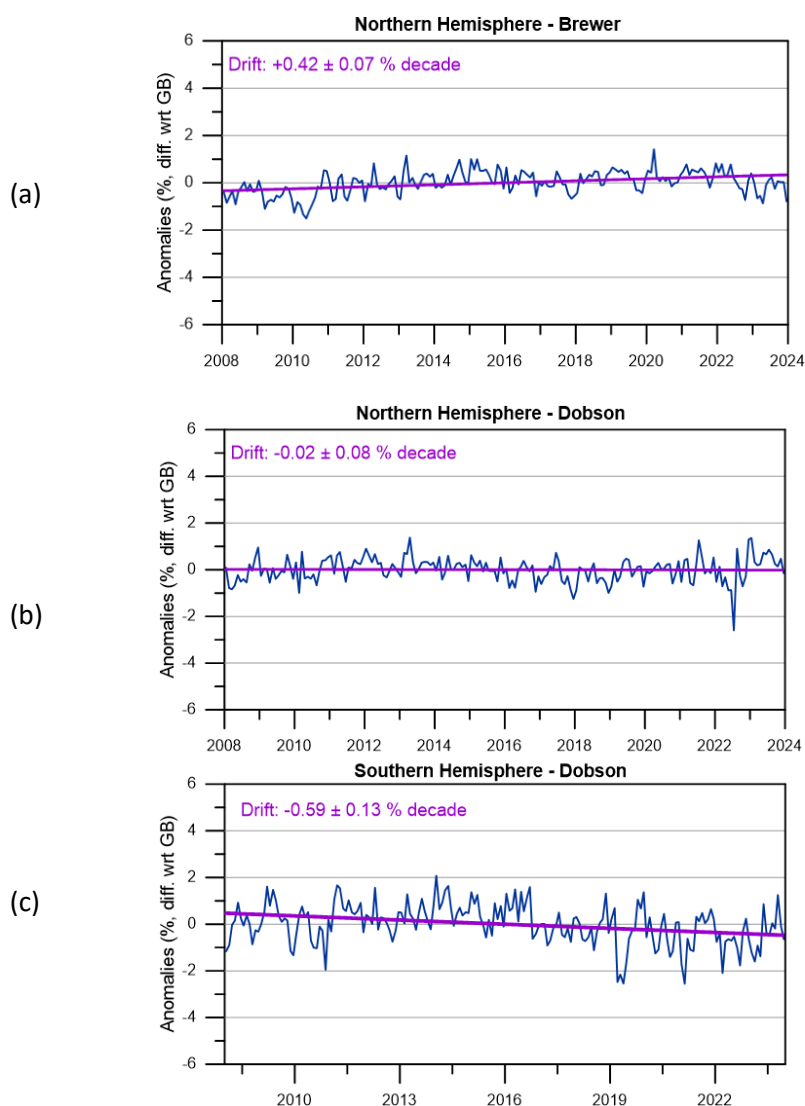 Northern Hemisphere - Brewer
Drift: +0.42 ± 0.07 % decade
(a)
Anomalies (%, diff. wrt GB)
6
4
2
0
-2
-4
-6
2008 2010 2012 2014 2016 2018 2020 2022 2024
Northern Hemisphere - Dobson
Drift: -0.02 ± 0.08 % decade
(b)
Anomalies (%, diff. wrt GB)
6
4
2
0
-2
-4
-6
2008 2010 2012 2014 2016 2018 2020 2022 2024
Southern Hemisphere - Dobson
Drift: -0.59 ± 0.13 % decade
(c)
Anomalies (%, diff. wrt GB)
6
4
2
0
-2
-4
-6
2010 2013 2016 2019 2022